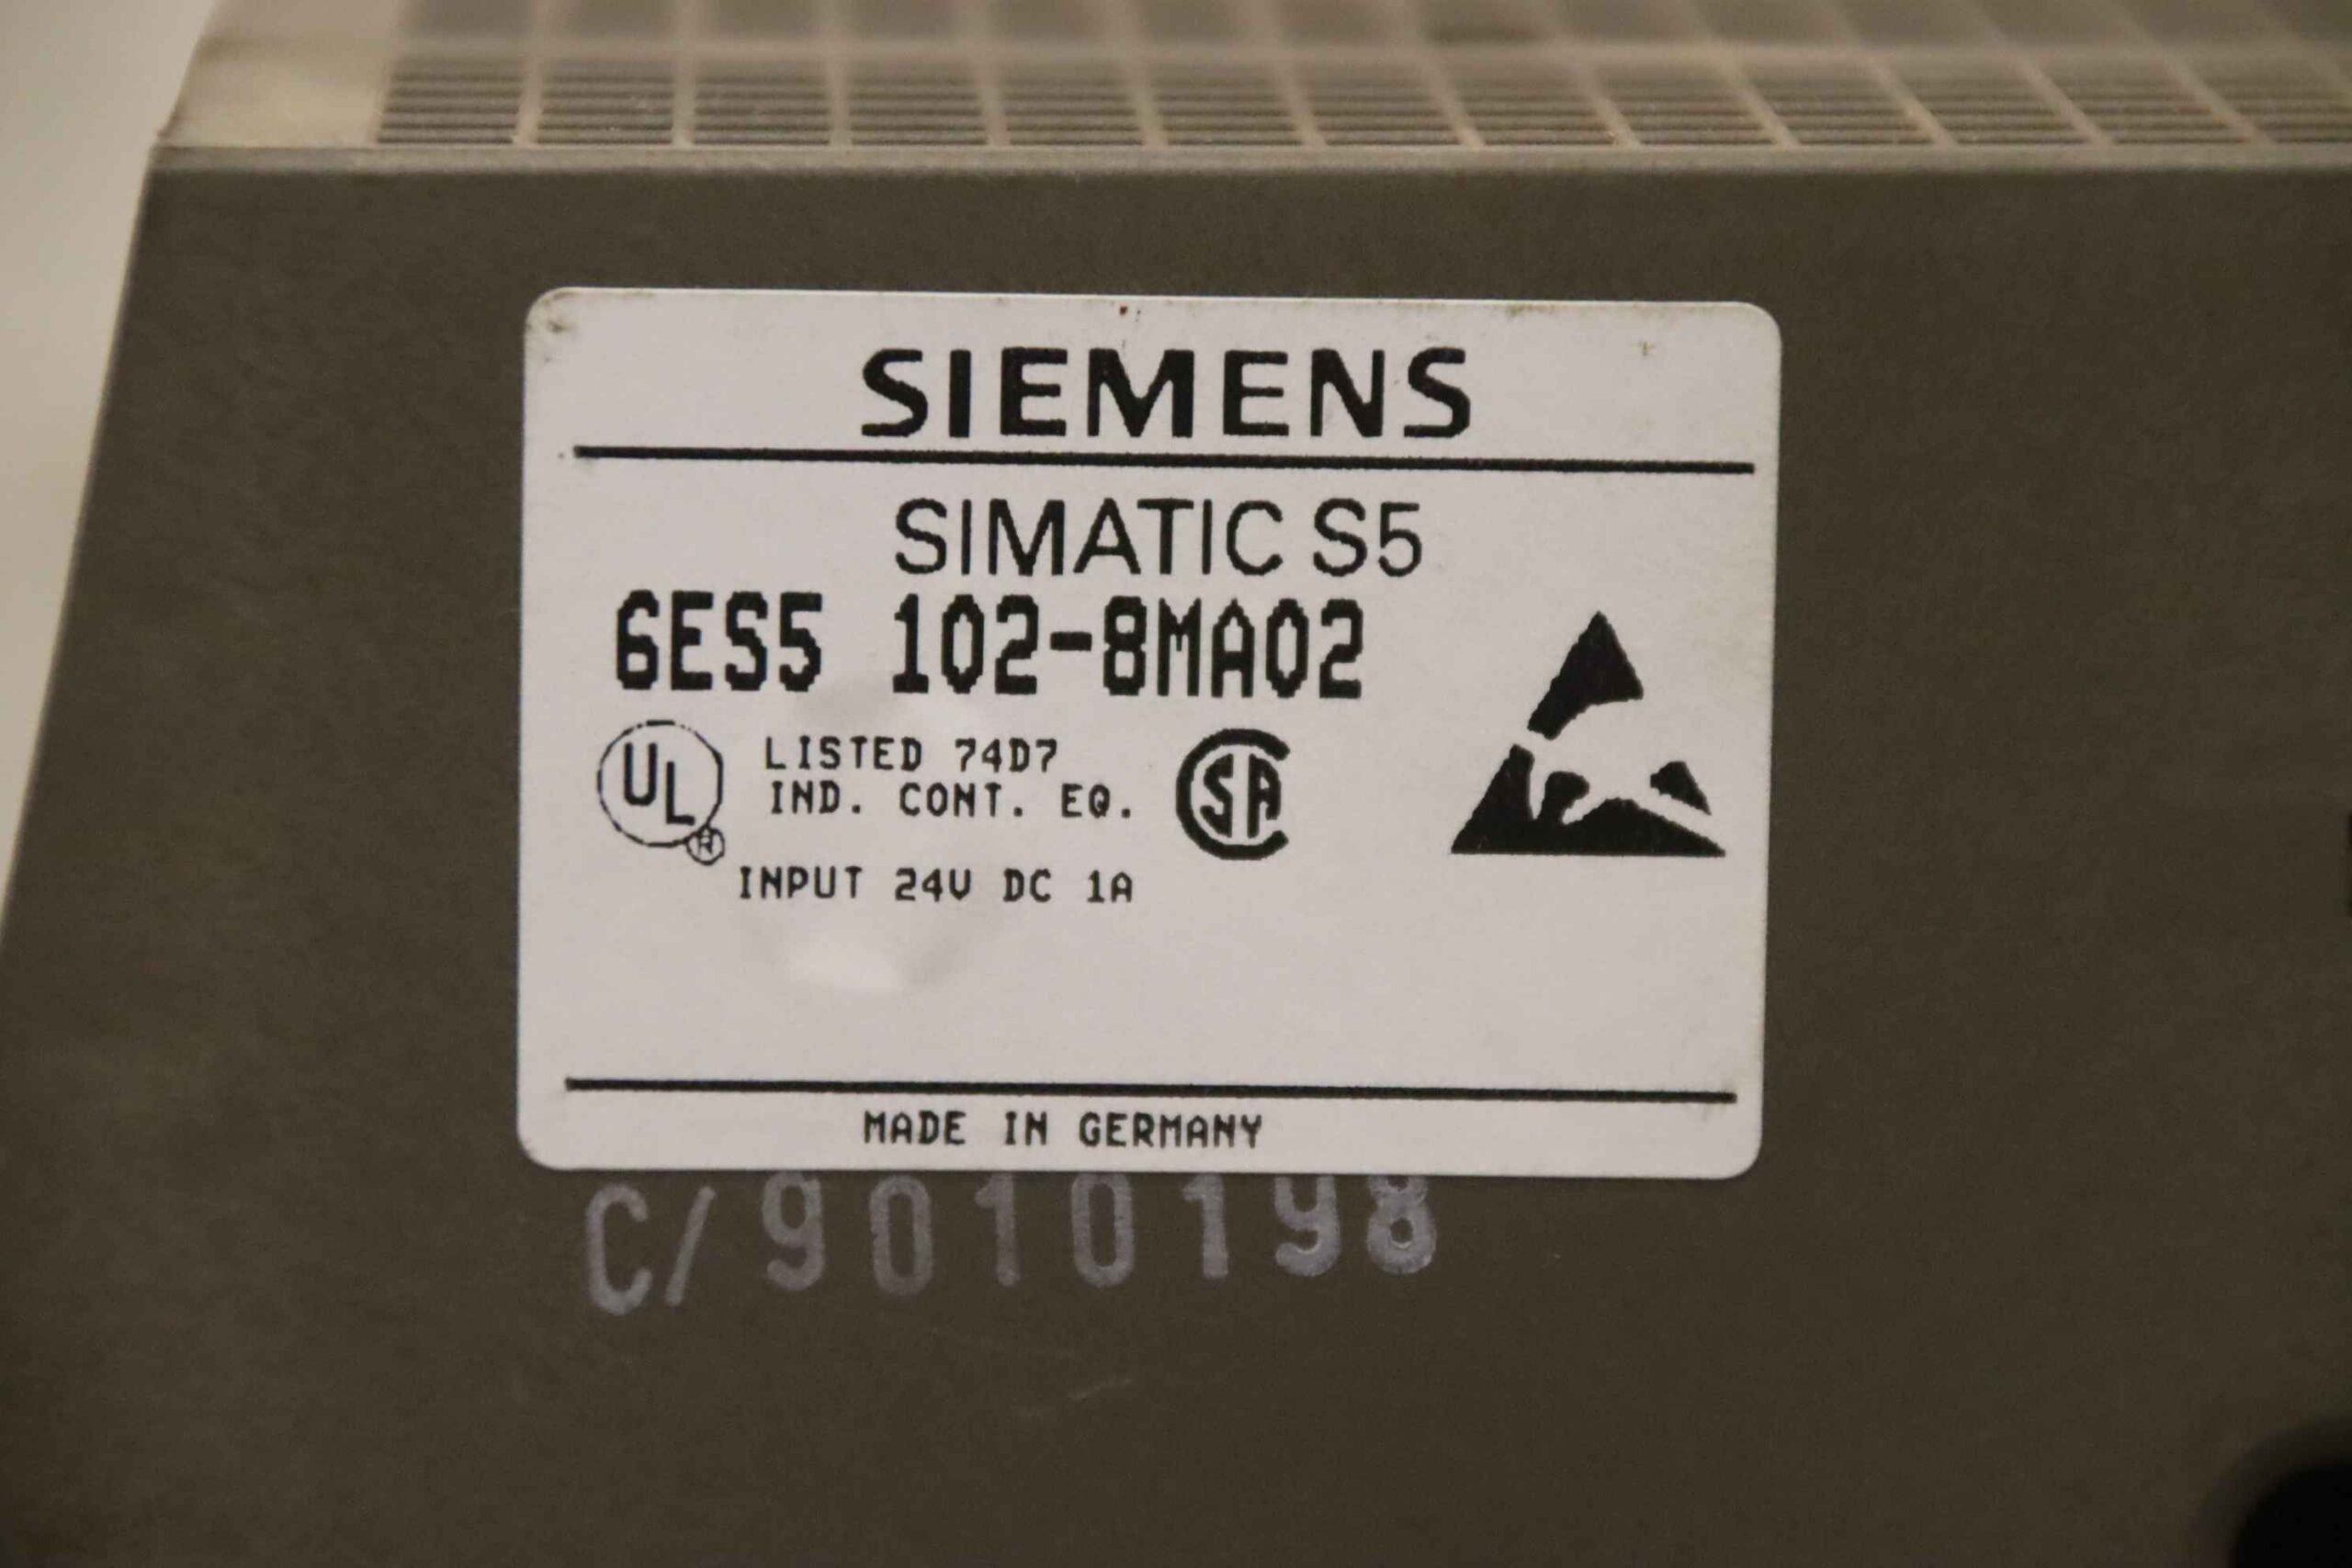 SIEMENS
SIMATIC S5
6ES5 102-8MA02
UL® LISTED 74D7
IND. CONT. EQ.
CSA
INPUT 24V DC 1A
MADE IN GERMANY
C/9010198